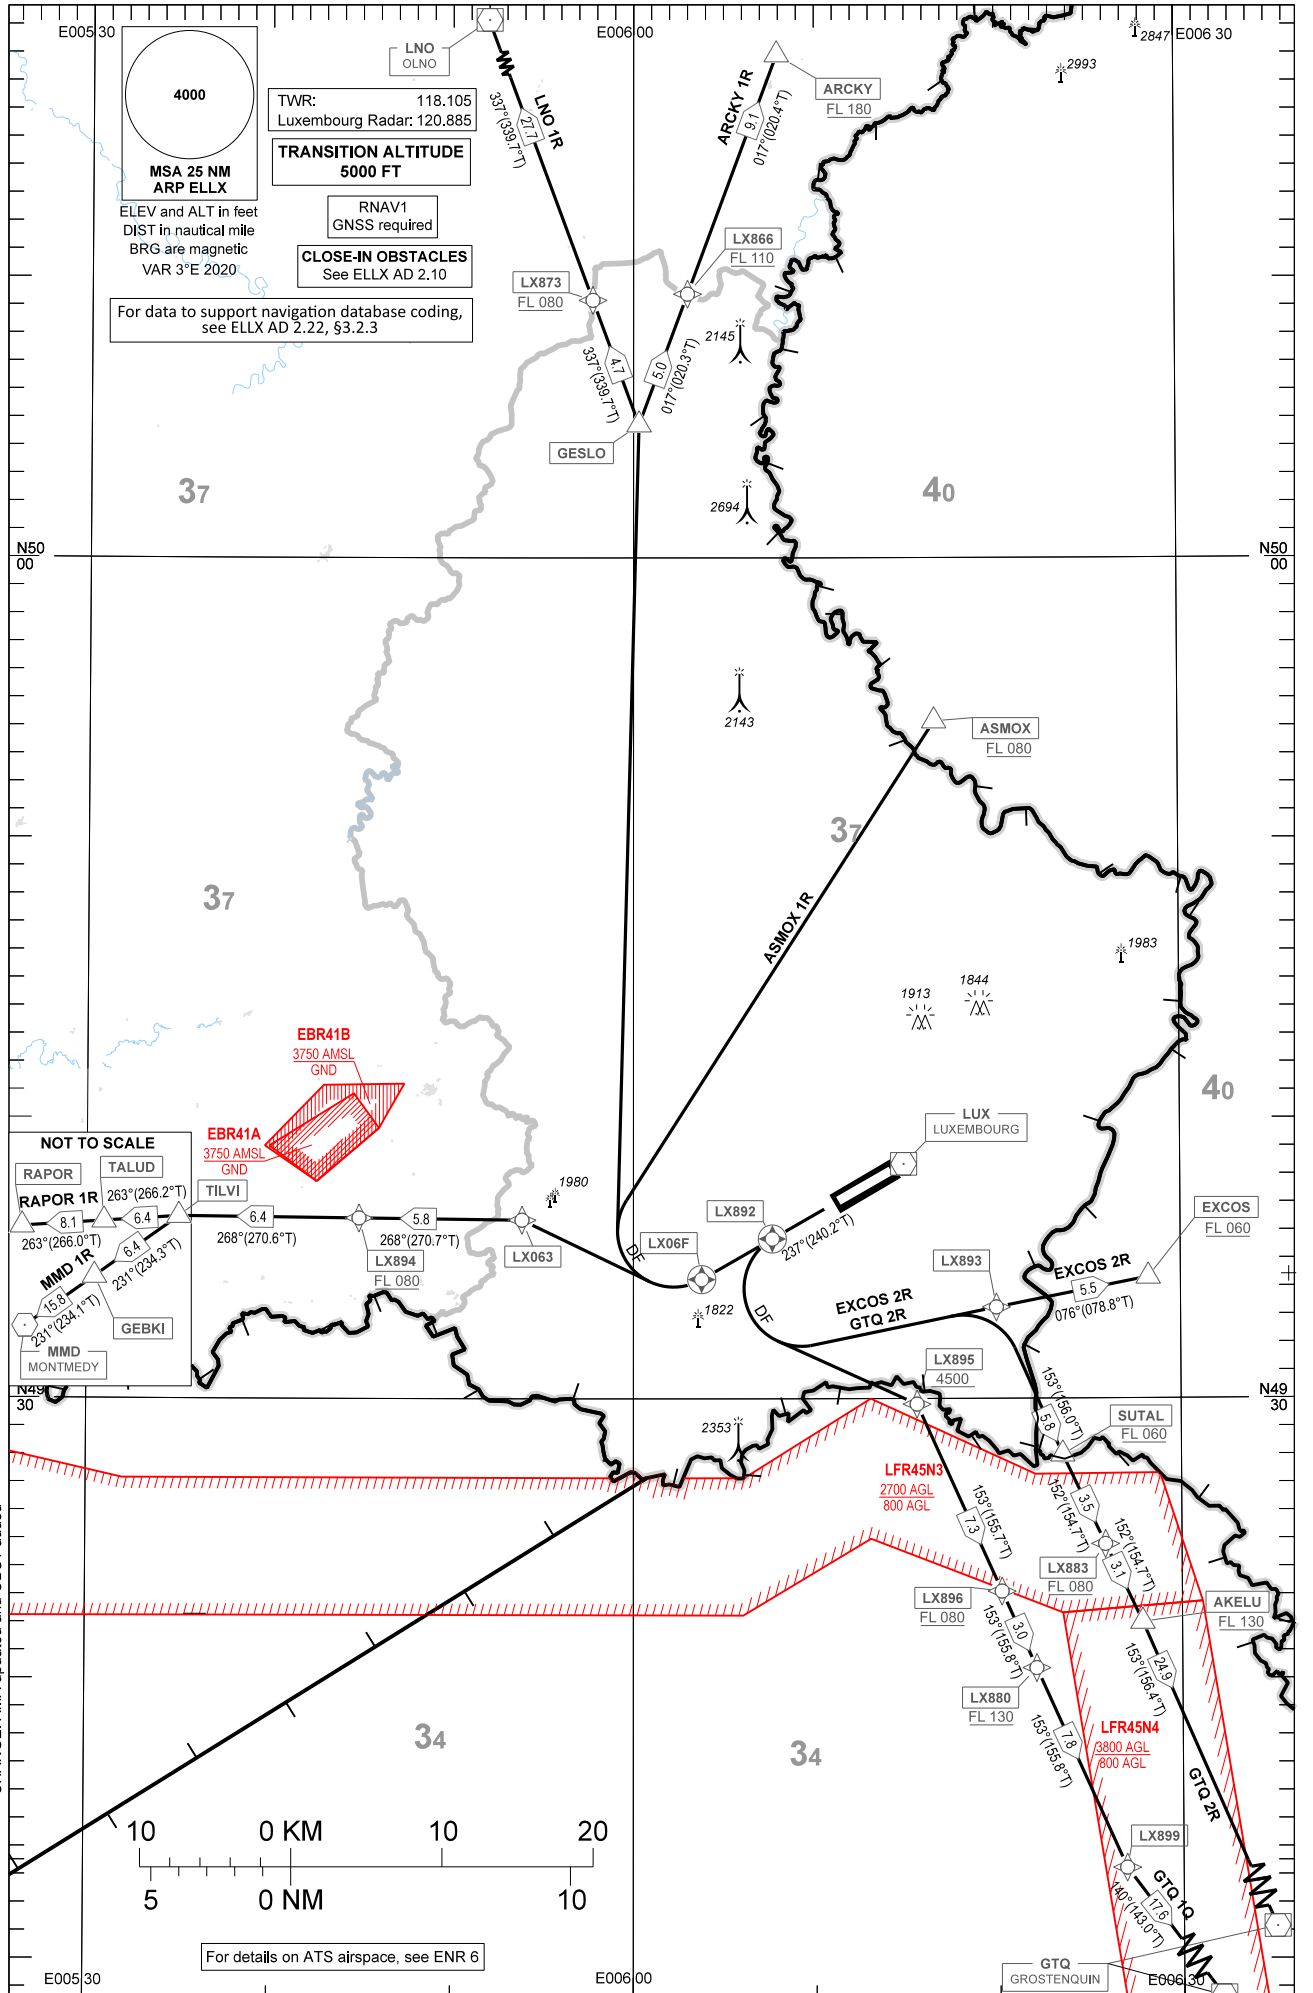 E005 30
E006 00
E006 30
2847
2993
LNO
OLNO
4000
MSA 25 NM
ARP ELLX
ELEV and ALT in feet
DIST in nautical mile
BRG are magnetic
VAR 3°E 2020
TWR: 118.105
Luxembourg Radar: 120.885
TRANSITION ALTITUDE
5000 FT
RNAV1
GNSS required
CLOSE-IN OBSTACLES
See ELLX AD 2.10
For data to support navigation database coding,
see ELLX AD 2.22, §3.2.3
LNO 1R
27.7
337°(339.7°T)
ARCKY 1R
9.1
017°(020.4°T)
ARCKY
FL 180
LX866
FL 110
LX873
FL 080
4.7
337°(339.7°T)
5.0
017°(020.3°T)
2145
GESLO
37
40
2694
N50
00
N50
00
2143
ASMOX
FL 080
37
37
ASMOX 1R
1983
1913
1844
EBR41B
3750 AMSL
GND
EBR41A
3750 AMSL
GND
40
LUX
LUXEMBOURG
NOT TO SCALE
RAPOR
TALUD
TILVI
RAPOR 1R
263°(266.2°T)
8.1
6.4
263°(266.0°T)
MMD 1R
6.4
231°(234.3°T)
15.8
231°(234.1°T)
GEBKI
MMD
MONTMEDY
6.4
268°(270.6°T)
5.8
268°(270.7°T)
LX894
FL 080
LX063
1980
DF
LX06F
LX892
237°(240.2°T)
1822
DF
EXCOS
FL 060
LX893
EXCOS 2R
5.5
076°(078.8°T)
EXCOS 2R
GTQ 2R
LX895
4500
N49
30
N49
30
153°(156.0°T)
5.8
SUTAL
FL 060
2353
LFR45N3
2700 AGL
800 AGL
153°(155.7°T)
7.3
3.5
152°(154.7°T)
152°(154.7°T)
3.1
LX883
FL 080
LX896
FL 080
AKELU
FL 130
3.0
153°(155.8°T)
LX880
FL 130
24.9
153°(156.4°T)
7.8
153°(155.8°T)
LFR45N4
3800 AGL
800 AGL
34
34
GTQ 2R
LX899
GTQ 1Q
17.6
140°(143.0°T)
10 0 KM 10 20
5 0 NM 10
For details on ATS airspace, see ENR 6
GTQ
GROSTENQUIN
E005 30
E006 00
E006 30